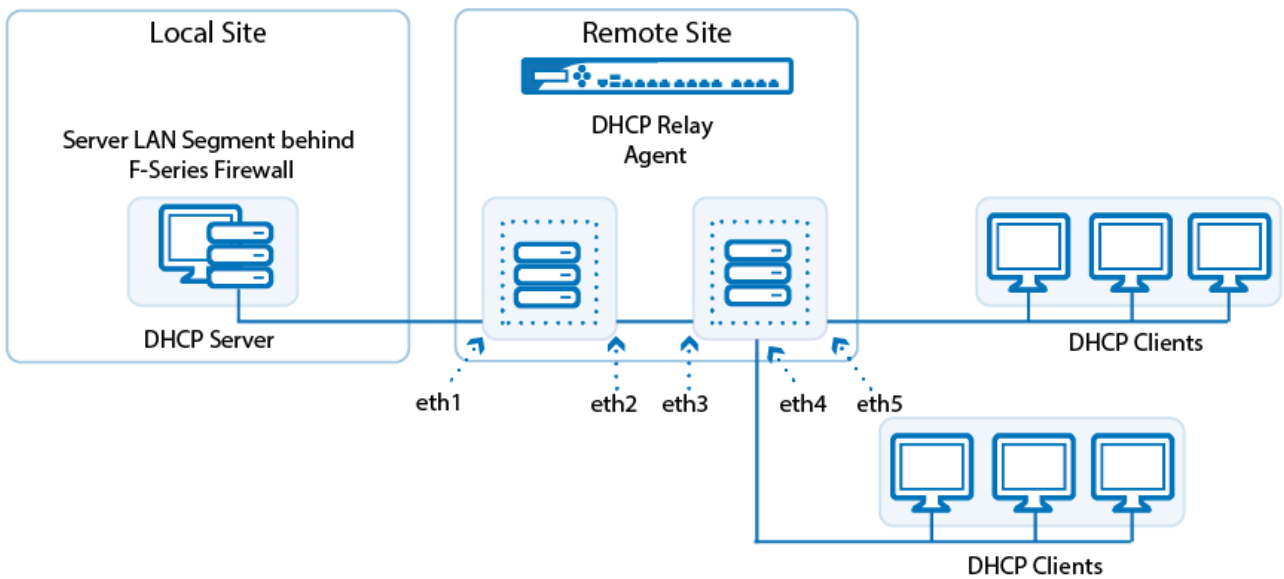 Local Site
Remote Site
Server LAN Segment behind
F-Series Firewall
DHCP Relay
Agent
DHCP Server
DHCP Clients
eth1
eth2
eth3
eth4
eth5
DHCP Clients